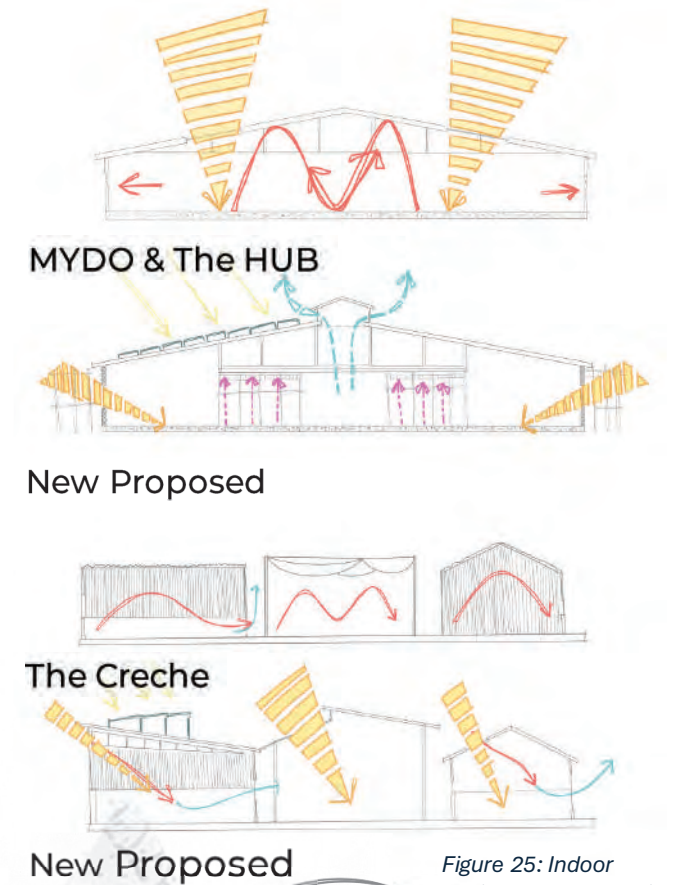 MYDO & The HUB
New Proposed
The Creche
New Proposed
Figure 25: Indoor